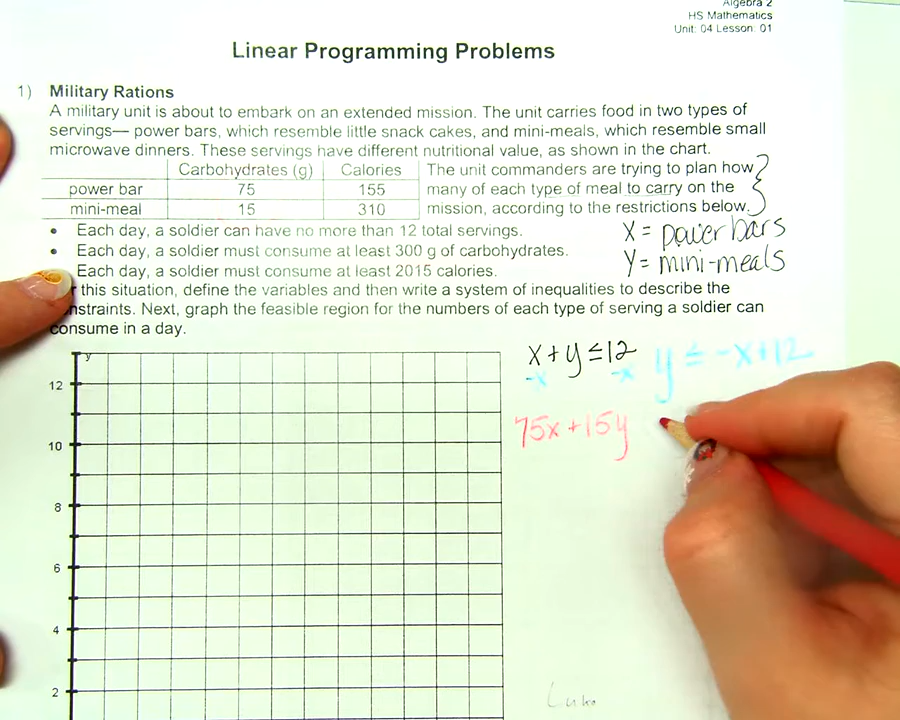 Algebra 2
HS Mathematics
Unit: 04 Lesson: 01
Linear Programming Problems
1) Military Rations
A military unit is about to embark on an extended mission. The unit carries food in two types of
servings— power bars, which resemble little snack cakes, and mini-meals, which resemble small
microwave dinners. These servings have different nutritional value, as shown in the chart.
Carbohydrates (g) Calories
power bar 75 155
mini-meal 15 310
The unit commanders are trying to plan how
many of each type of meal to carry on the
mission, according to the restrictions below.
• Each day, a soldier can have no more than 12 total servings.
• Each day, a soldier must consume at least 300 g of carbohydrates.
Each day, a soldier must consume at least 2015 calories.
x = power bars
y = mini-meals
this situation, define the variables and then write a system of inequalities to describe the
Next, graph the feasible region for the numbers of each type of serving a soldier can
consume in a day.
x + y ≤ 12 y ≤ -x+12
-x -x
75x + 15y
y
12
10
8
6
4
2